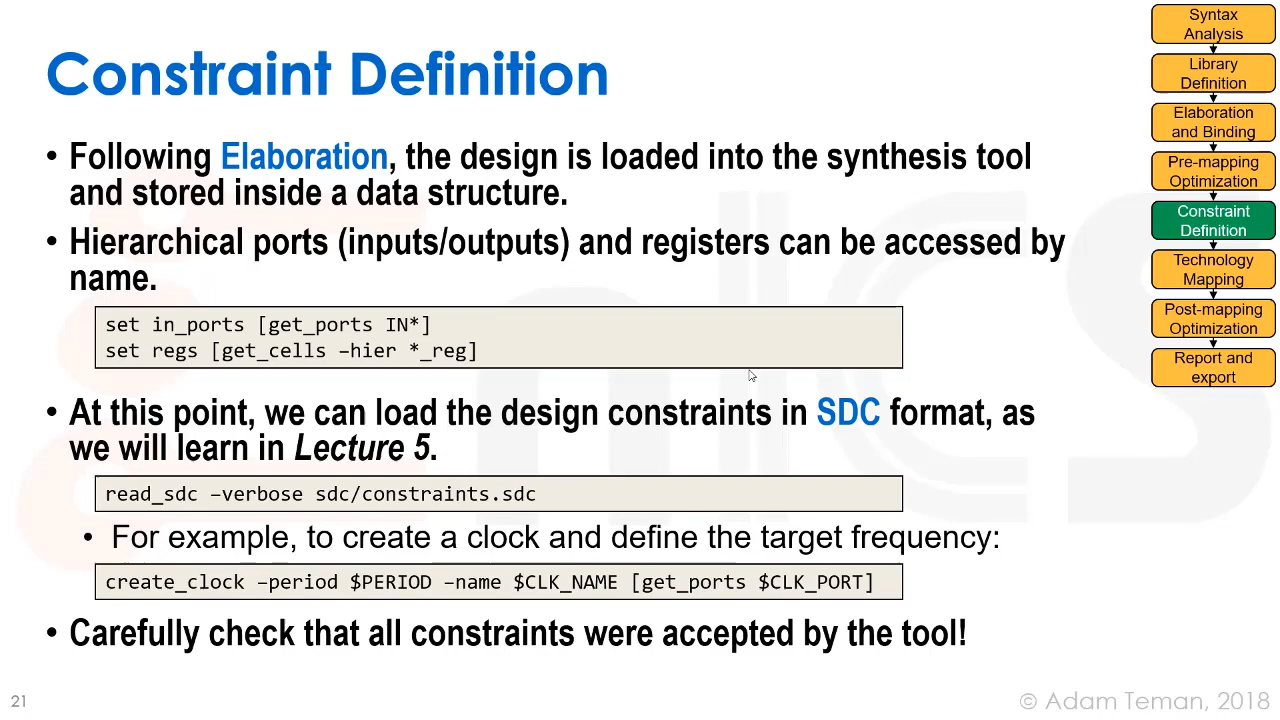 Constraint Definition
• Following Elaboration, the design is loaded into the synthesis tool
and stored inside a data structure.
• Hierarchical ports (inputs/outputs) and registers can be accessed by
name.
set in_ports [get_ports IN*]
set regs [get_cells –hier *_reg]
• At this point, we can load the design constraints in SDC format, as
we will learn in Lecture 5.
read_sdc –verbose sdc/constraints.sdc
• For example, to create a clock and define the target frequency:
create_clock –period $PERIOD –name $CLK_NAME [get_ports $CLK_PORT]
• Carefully check that all constraints were accepted by the tool!
Syntax
Analysis
Library
Definition
Elaboration
and Binding
Pre-mapping
Optimization
Constraint
Definition
Technology
Mapping
Post-mapping
Optimization
Report and
export
21
© Adam Teman, 2018